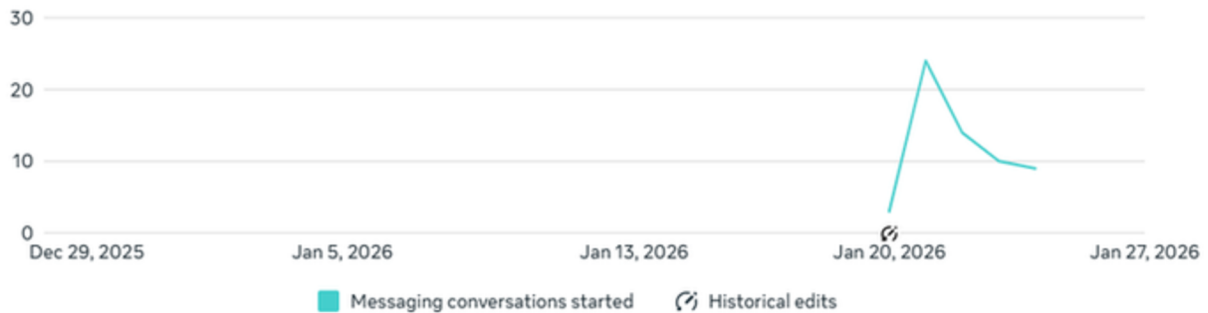 30
20
10
0
Dec 29, 2025 Jan 5, 2026 Jan 13, 2026 Jan 20, 2026 Jan 27, 2026
Messaging conversations started Historical edits